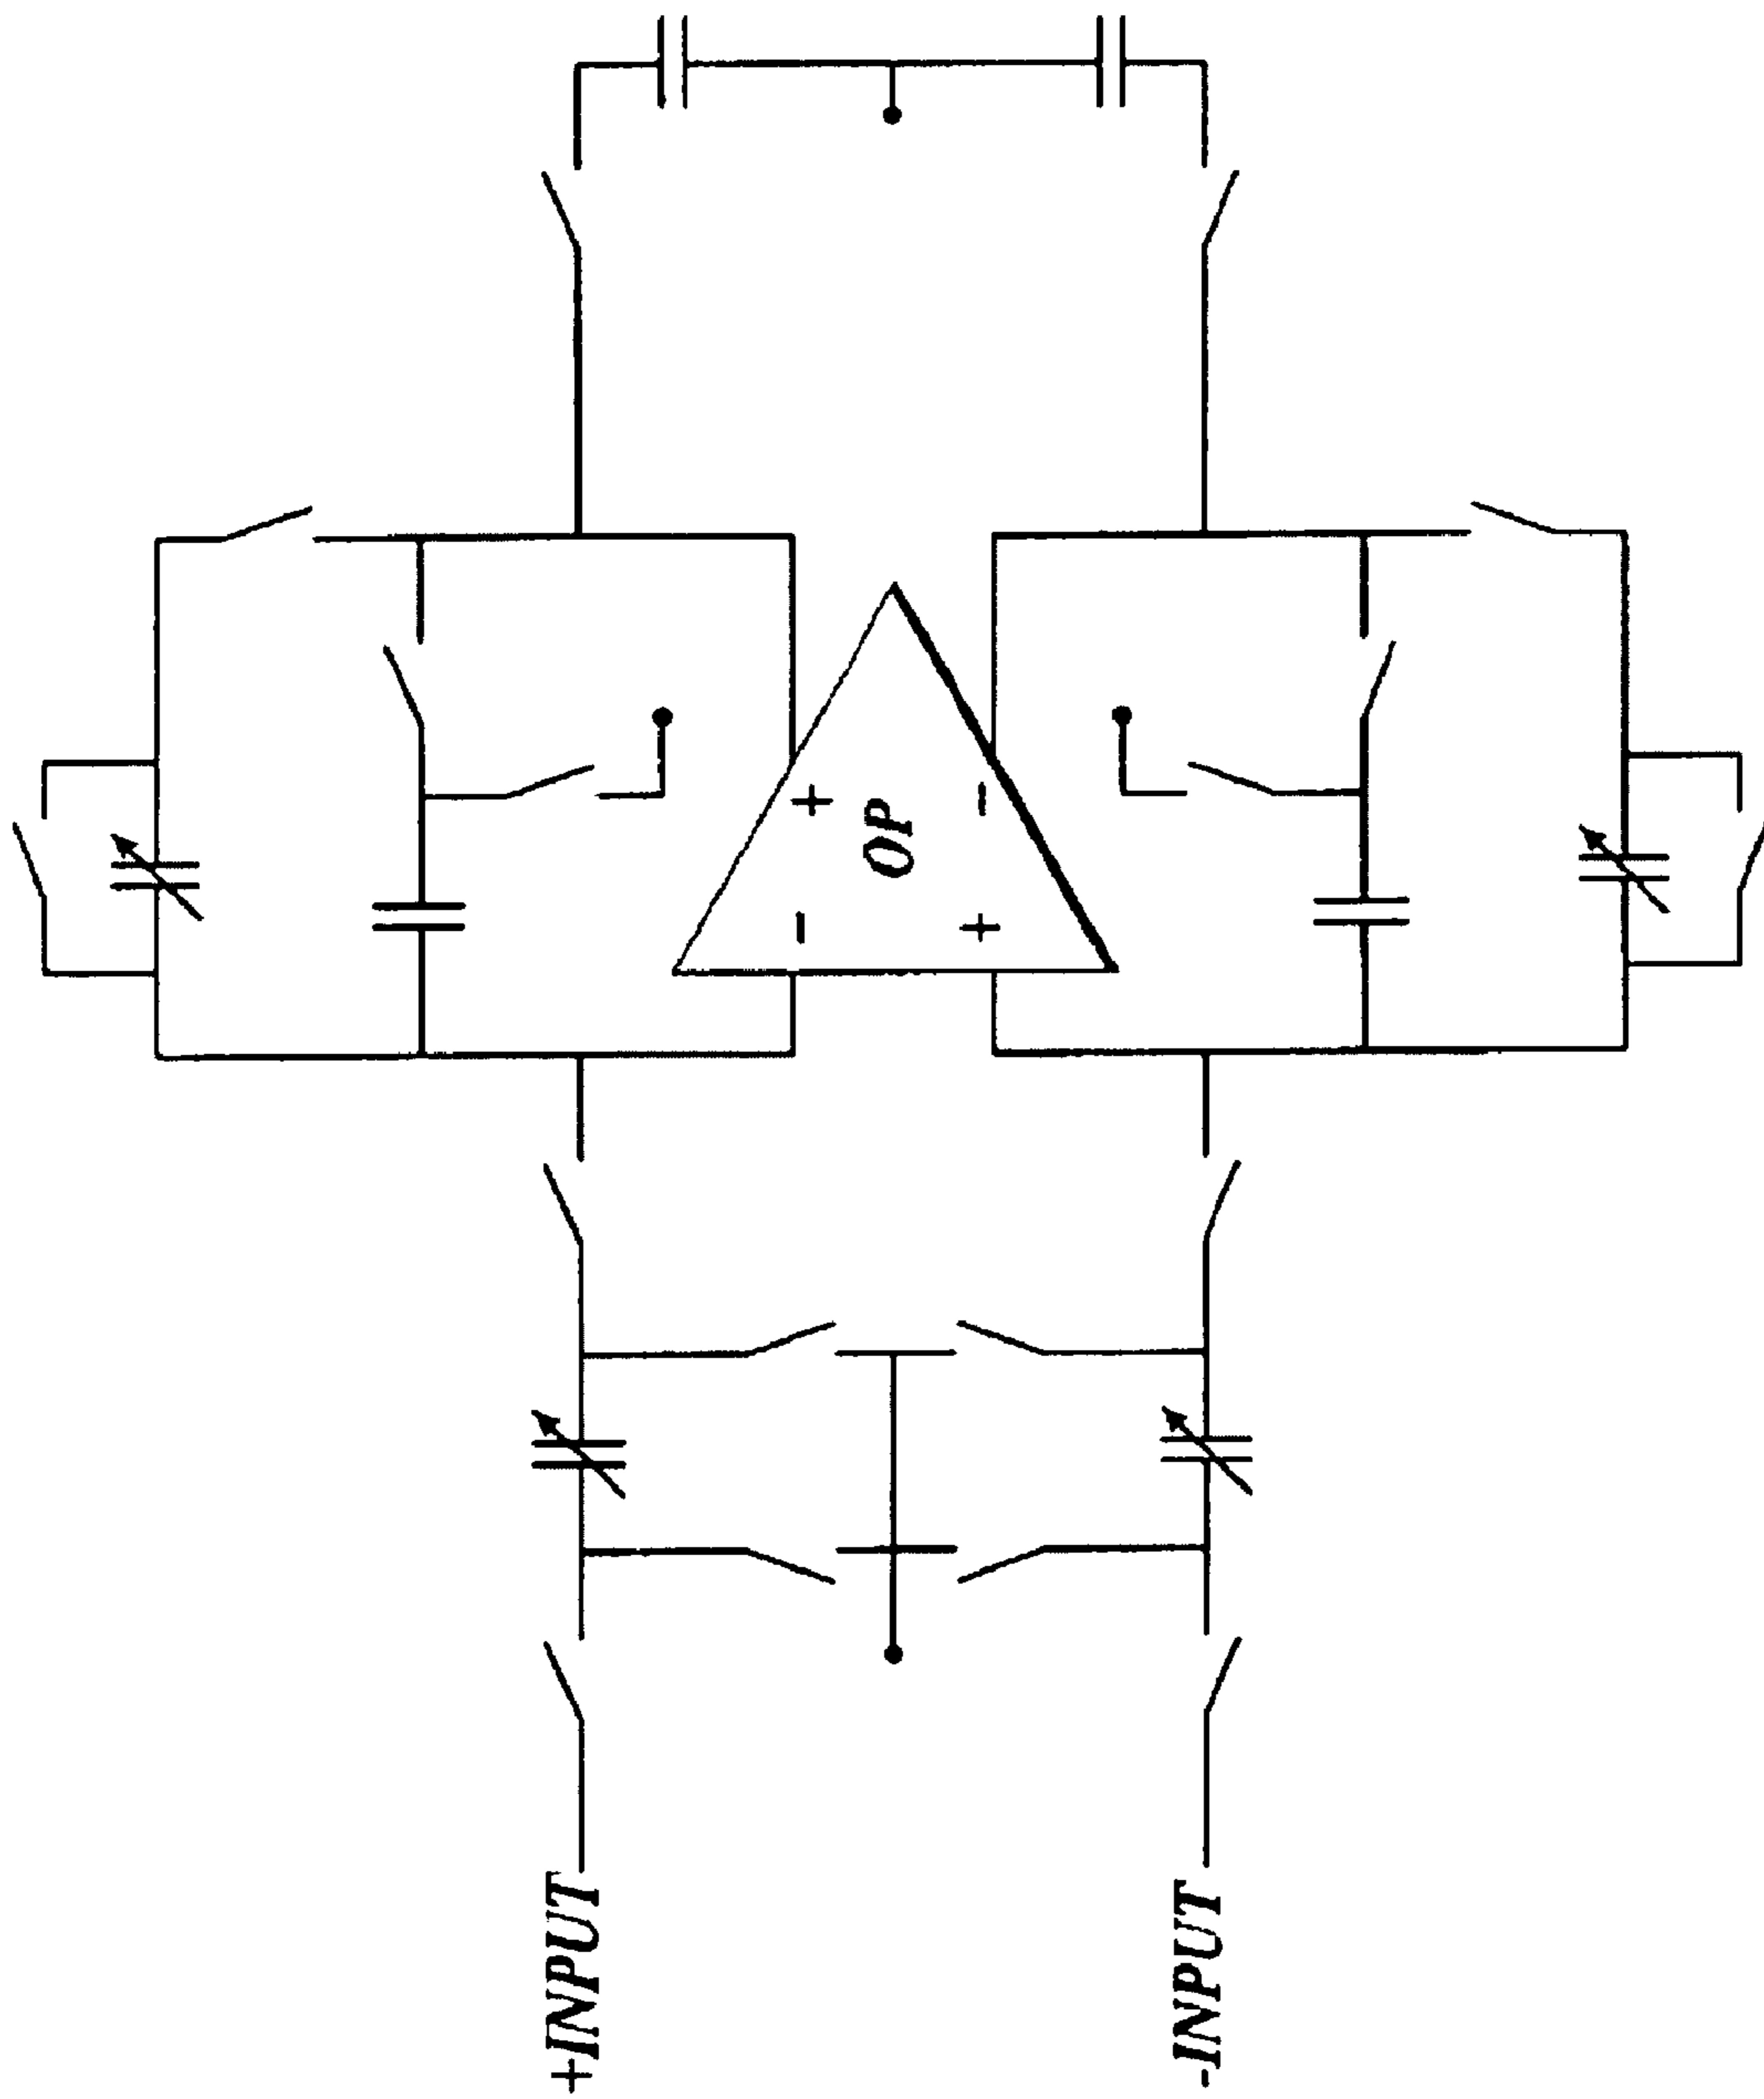 +INPUT
-INPUT
OP
- +
+ -